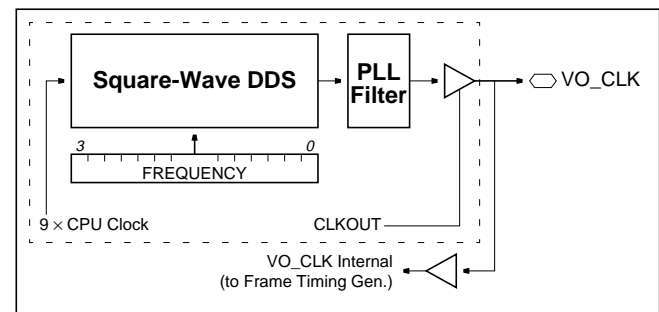 Square-Wave DDS
PLL
Filter
VO_CLK
3
0
FREQUENCY
9 × CPU Clock
CLKOUT
VO_CLK Internal
(to Frame Timing Gen.)